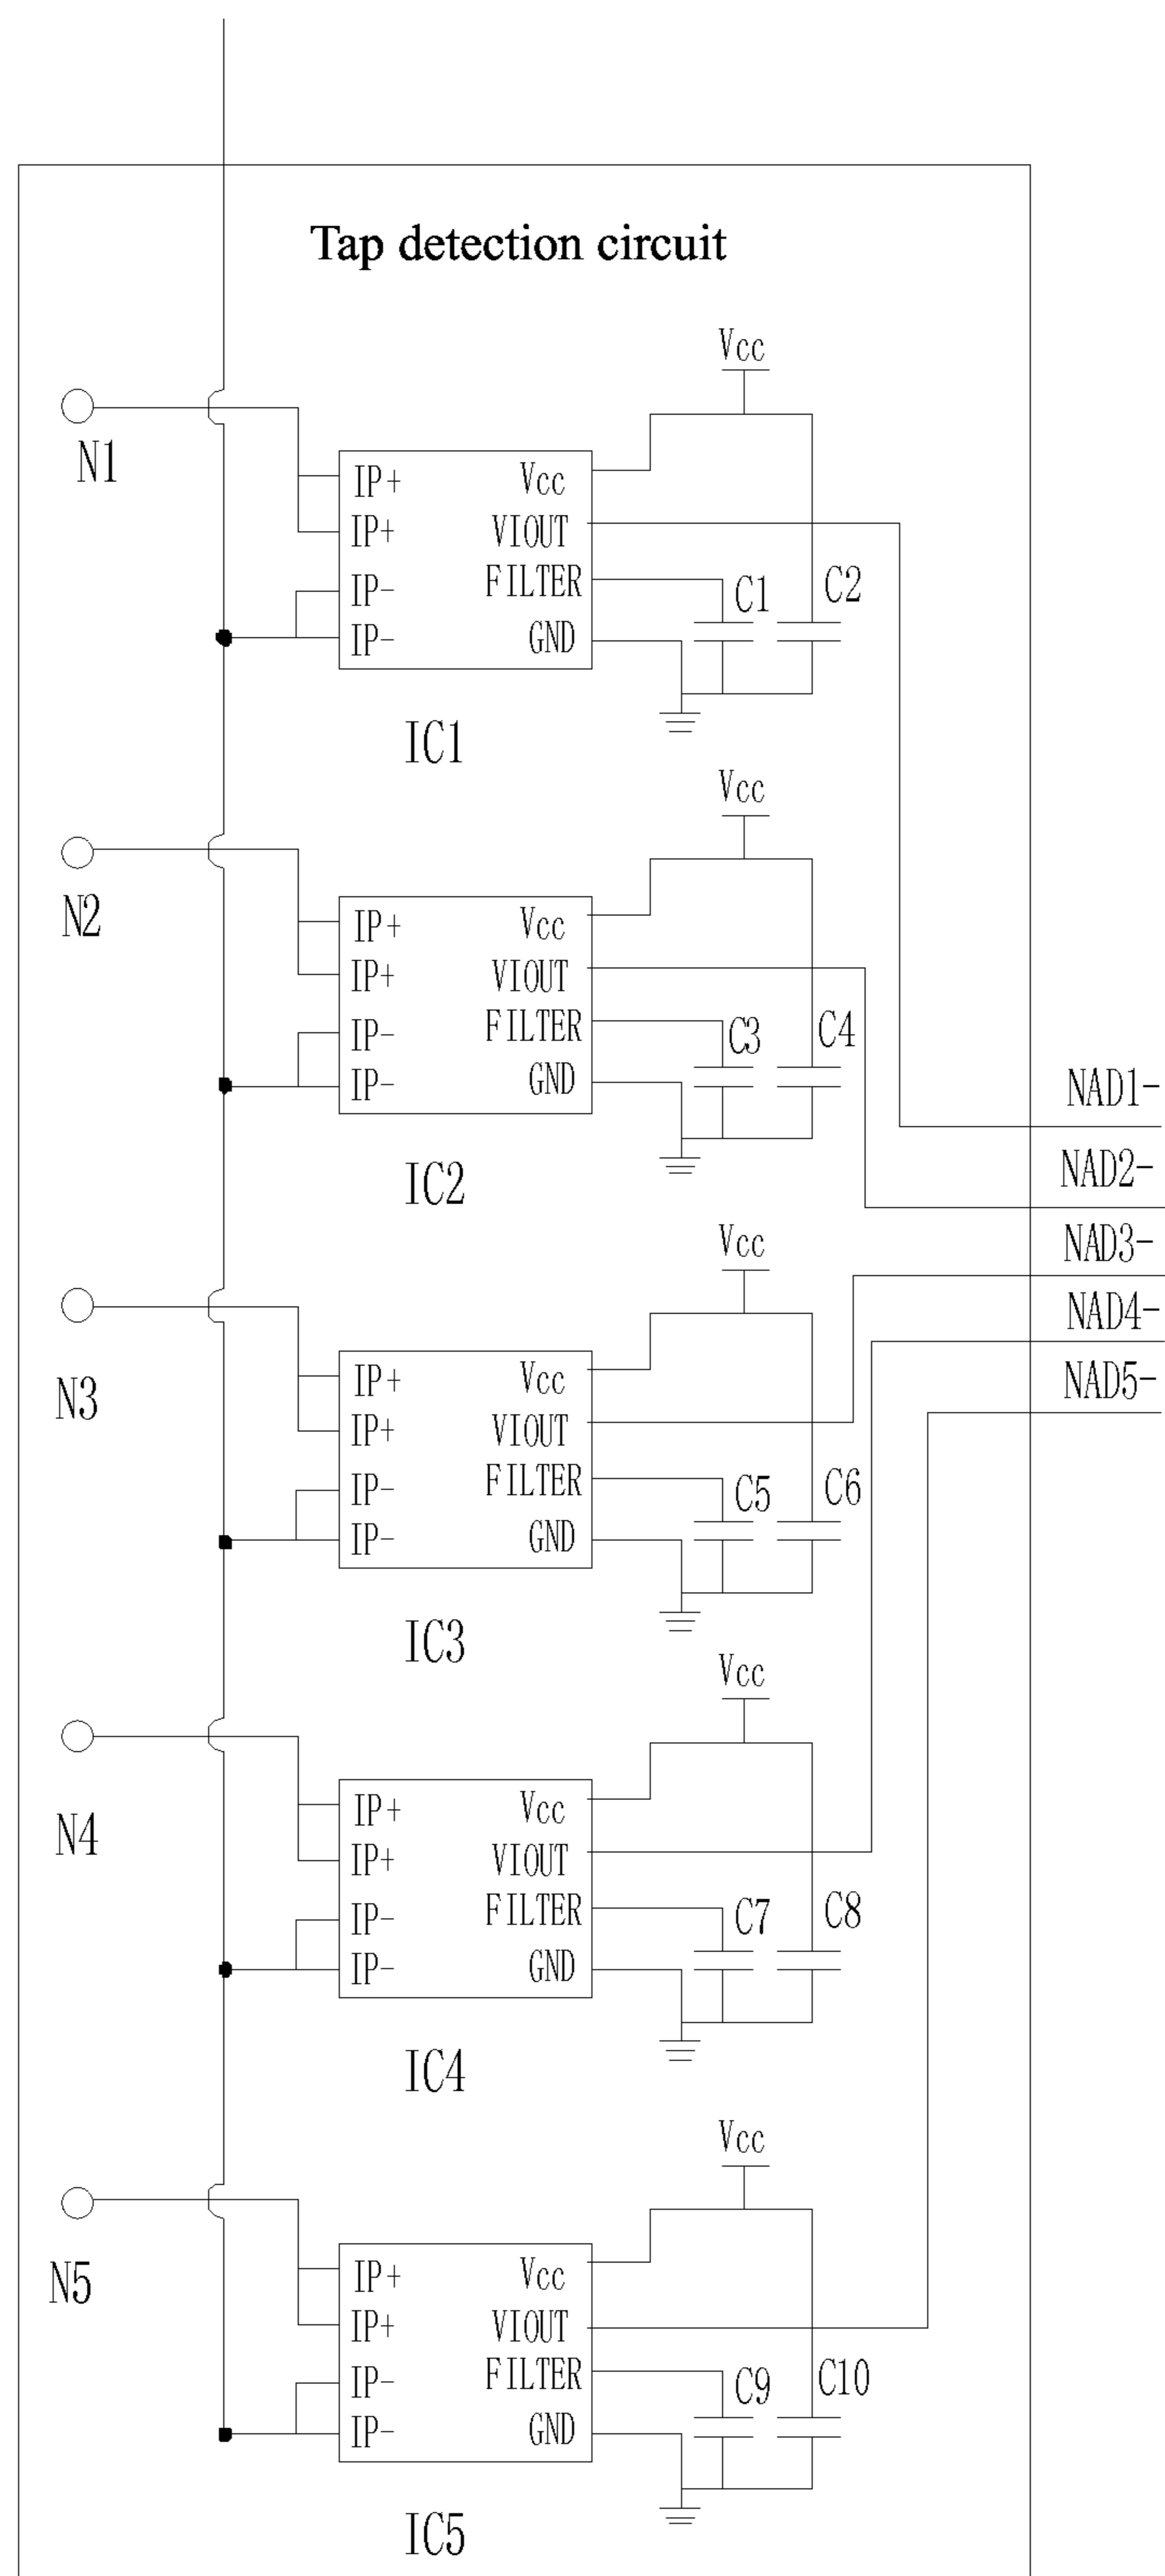 Tap detection circuit
Vcc
N1
IP+ Vcc
IP+ VIOUT
IP- FILTER C1 C2
IP- GND
IC1
Vcc
N2
IP+ Vcc
IP+ VIOUT
IP- FILTER C3 C4
IP- GND
NAD1-
IC2
NAD2-
Vcc
NAD3-
NAD4-
N3
IP+ Vcc
NAD5-
IP+ VIOUT
IP- FILTER C5 C6
IP- GND
IC3
Vcc
N4
IP+ Vcc
IP+ VIOUT
IP- FILTER C7 C8
IP- GND
IC4
Vcc
N5
IP+ Vcc
IP+ VIOUT
IP- FILTER C9 C10
IP- GND
IC5